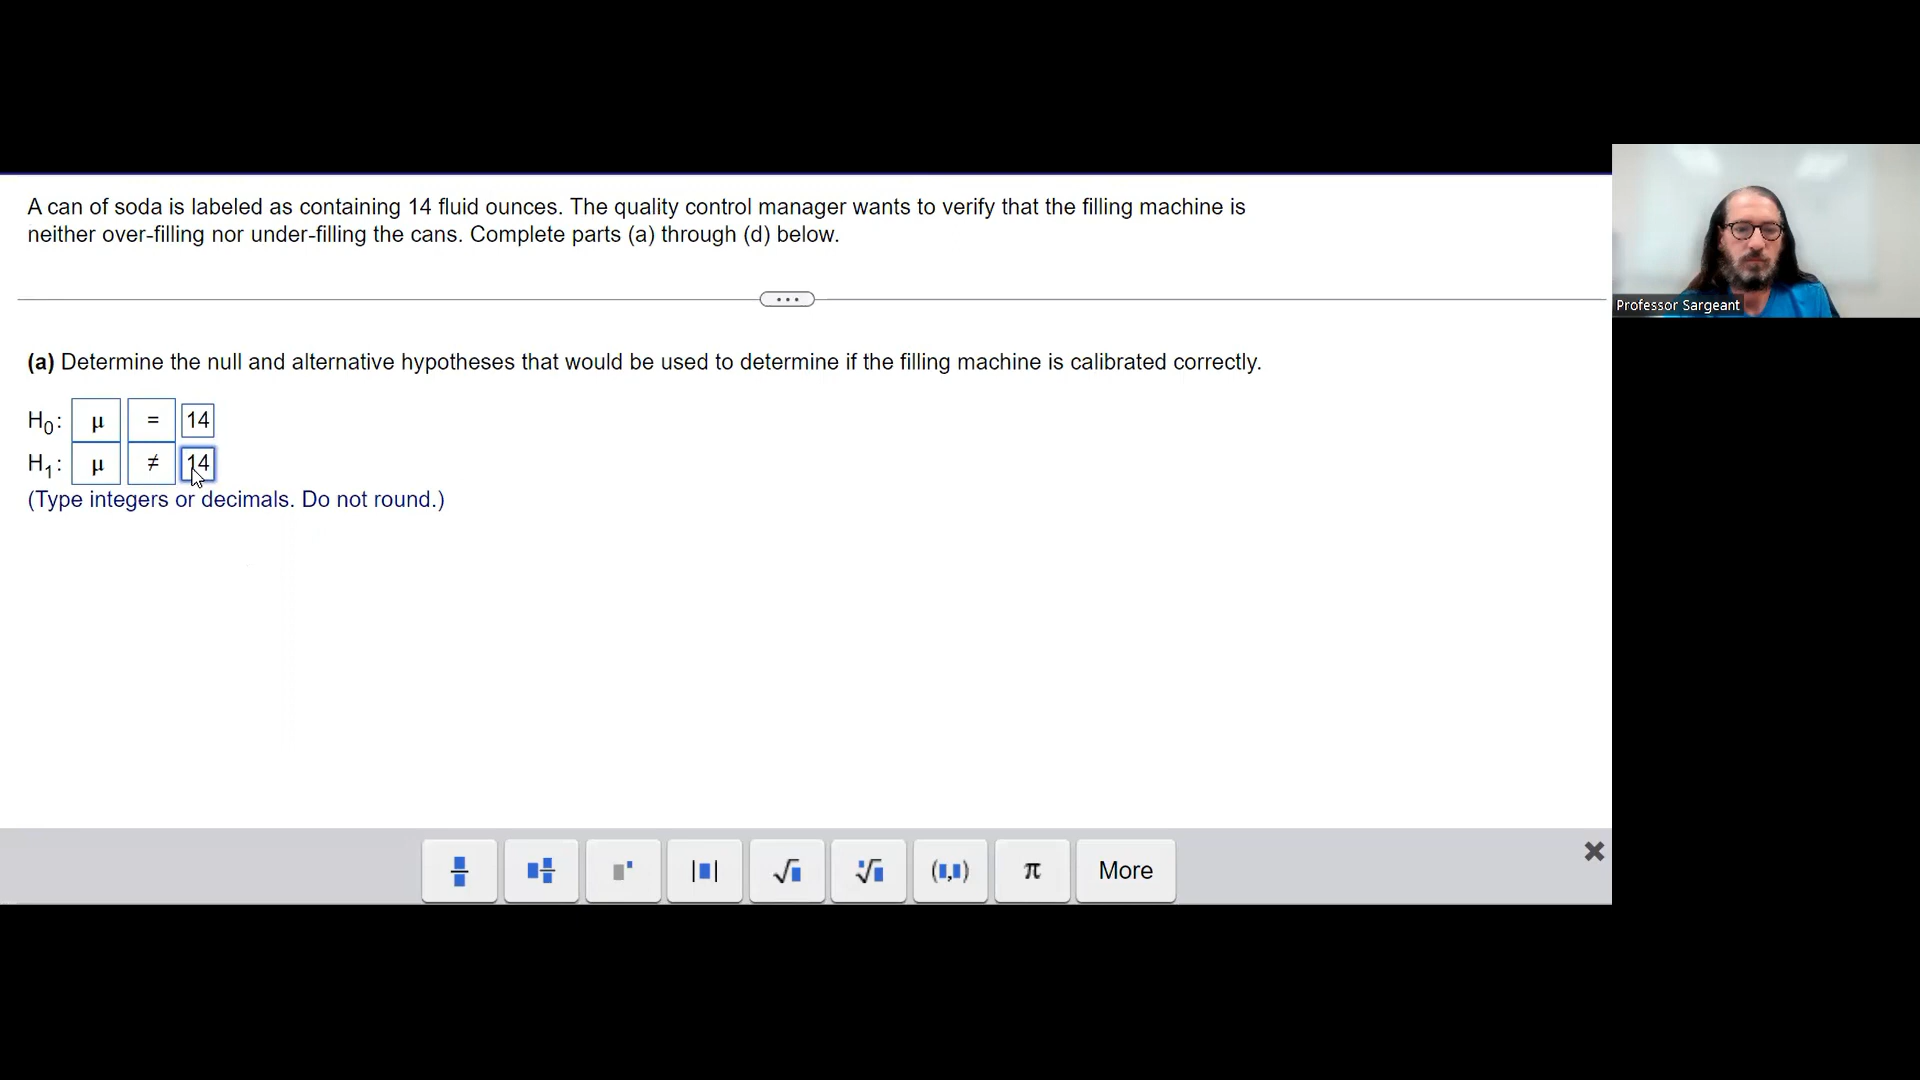 A can of soda is labeled as containing 14 fluid ounces. The quality control manager wants to verify that the filling machine is
neither over-filling nor under-filling the cans. Complete parts (a) through (d) below.
Professor Sargeant
(a) Determine the null and alternative hypotheses that would be used to determine if the filling machine is calibrated correctly.
H₀: μ = 14
H₁: μ ≠ 14
(Type integers or decimals. Do not round.)
|■| √■ ∛■ (■,■) π More